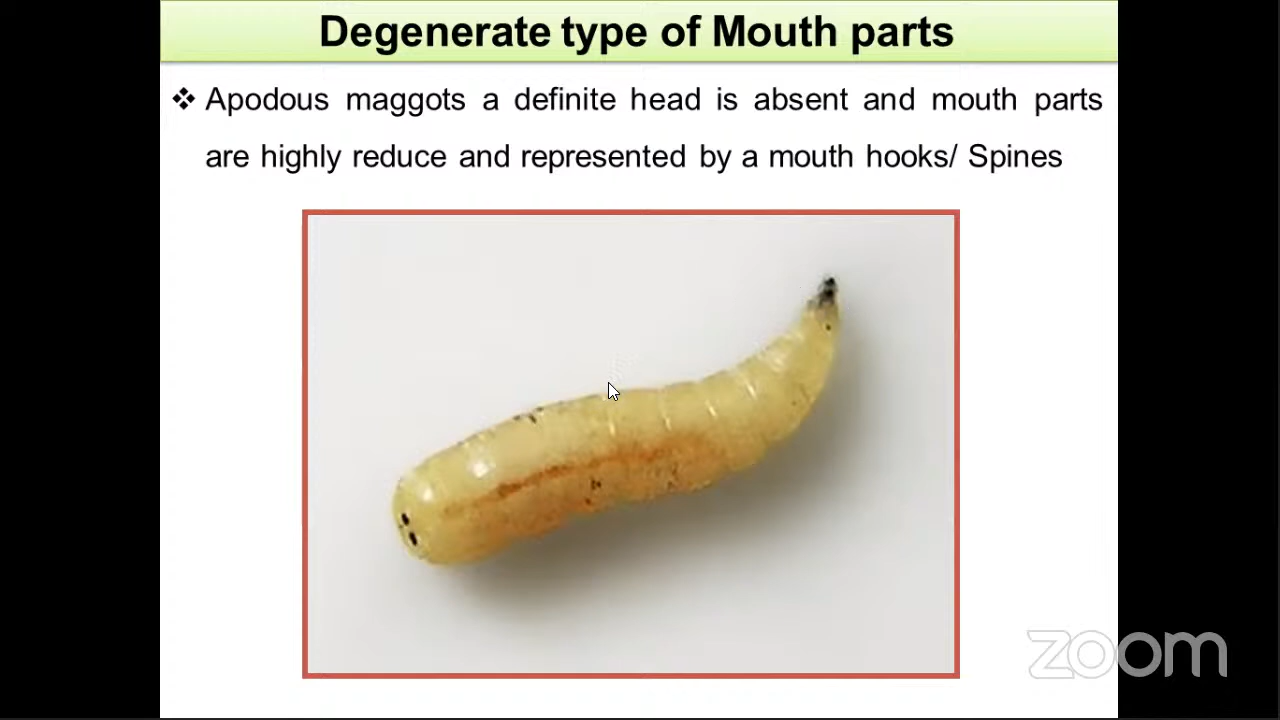 Degenerate type of Mouth parts
❖ Apodous maggots a definite head is absent and mouth parts
are highly reduce and represented by a mouth hooks/ Spines
zoom